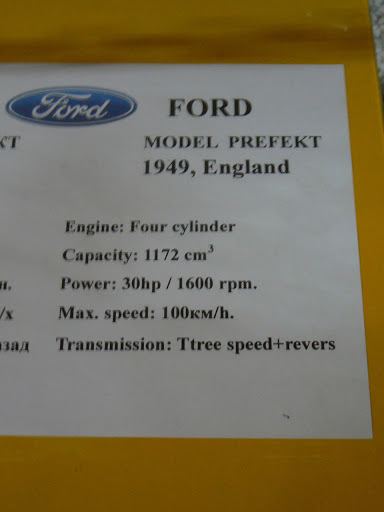 Ford FORD
КТ MODEL PREFEKT
1949, England
Engine: Four cylinder
Capacity: 1172 cm³
н. Power: 30hp / 1600 rpm.
/х Max. speed: 100км/h.
азад Transmission: Ttree speed+revers